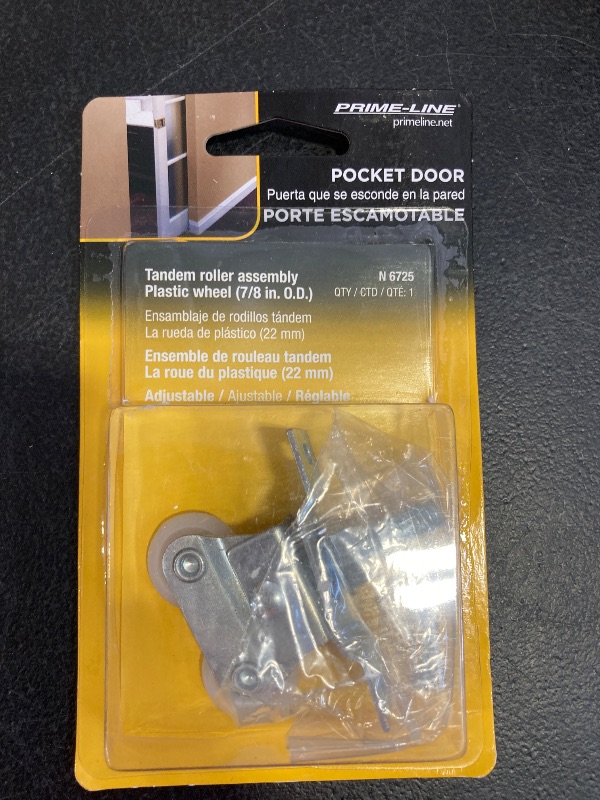 PRIME-LINE®
primeline.net
POCKET DOOR
Puerta que se esconde en la pared
PORTE ESCAMOTABLE
Tandem roller assembly N 6725
Plastic wheel (7/8 in. O.D.) QTY / CTD / QTÉ: 1
Ensamblaje de rodillos tándem
La rueda de plástico (22 mm)
Ensemble de rouleau tandem
La roue du plastique (22 mm)
Adjustable / Ajustable / Réglable